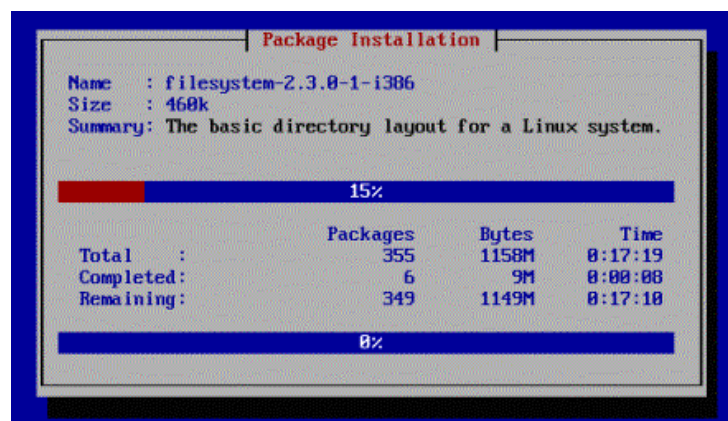 Package Installation
Name   : filesystem-2.3.0-1-i386
Size   : 460k
Summary: The basic directory layout for a Linux system.
15%
Packages Bytes Time
Total     : 355 1158M 0:17:19
Completed: 6 9M 0:00:08
Remaining: 349 1149M 0:17:10
0%